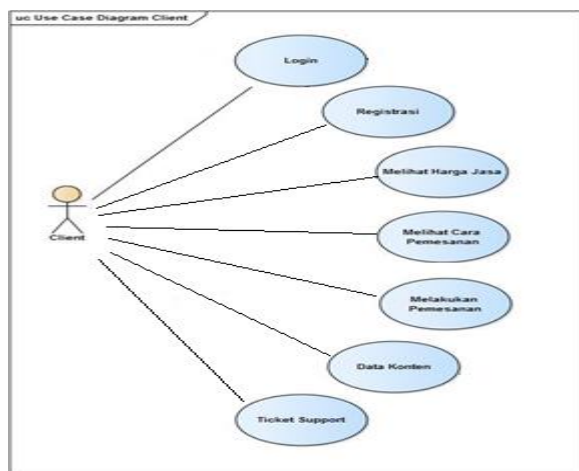 uc Use Case Diagram Client
Login
Registrasi
Melihat Harga Jasa
Melihat Cara
Pemesanan
Client
Melakukan
Pemesanan
Data Konten
Ticket Support